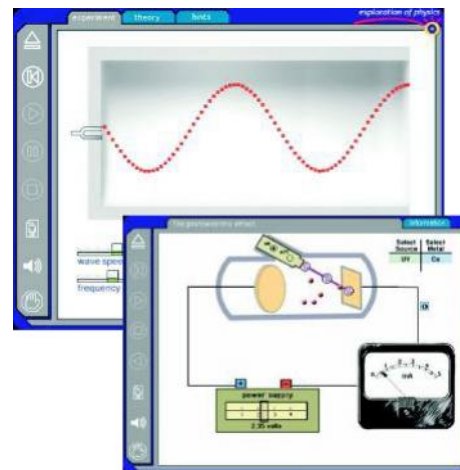 experiment theory hints
exploration of physics
wave speed
frequency
The photoelectric effect
information
Select Source
Select Metal
UV
Ca
mA
power supply
2.35 volts